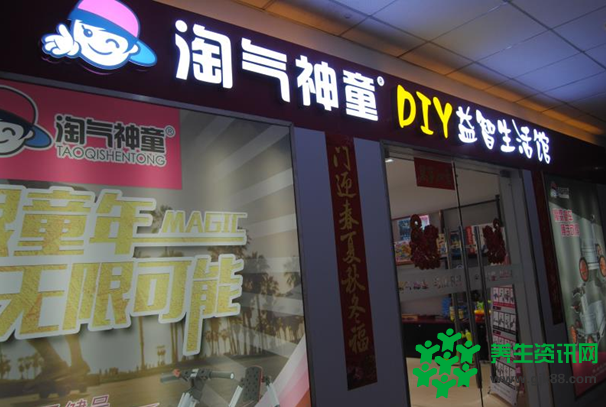 淘气神童®
DIY益智生活馆
淘气神童®
TAOQISHENTONG
限童年
MAGIC
无限可能
门迎春夏秋冬福
养生资讯网